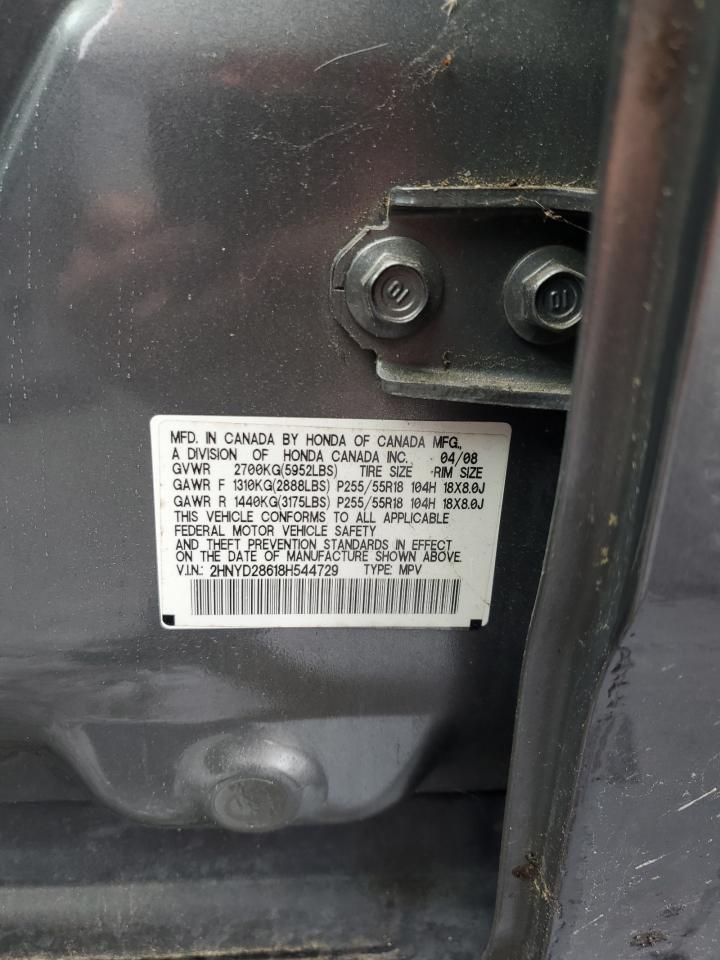 10
10
MFD. IN CANADA BY HONDA OF CANADA MFG.,
A DIVISION OF HONDA CANADA INC. 04/08
GVWR 2700KG(5952LBS) TIRE SIZE RIM SIZE
GAWR F 1310KG(2888LBS) P255/55R18 104H 18X8.0J
GAWR R 1440KG(3175LBS) P255/55R18 104H 18X8.0J
THIS VEHICLE CONFORMS TO ALL APPLICABLE
FEDERAL MOTOR VEHICLE SAFETY
AND THEFT PREVENTION STANDARDS IN EFFECT
ON THE DATE OF MANUFACTURE SHOWN ABOVE.
V.I.N.: 2HNYD28618H544729 TYPE: MPV